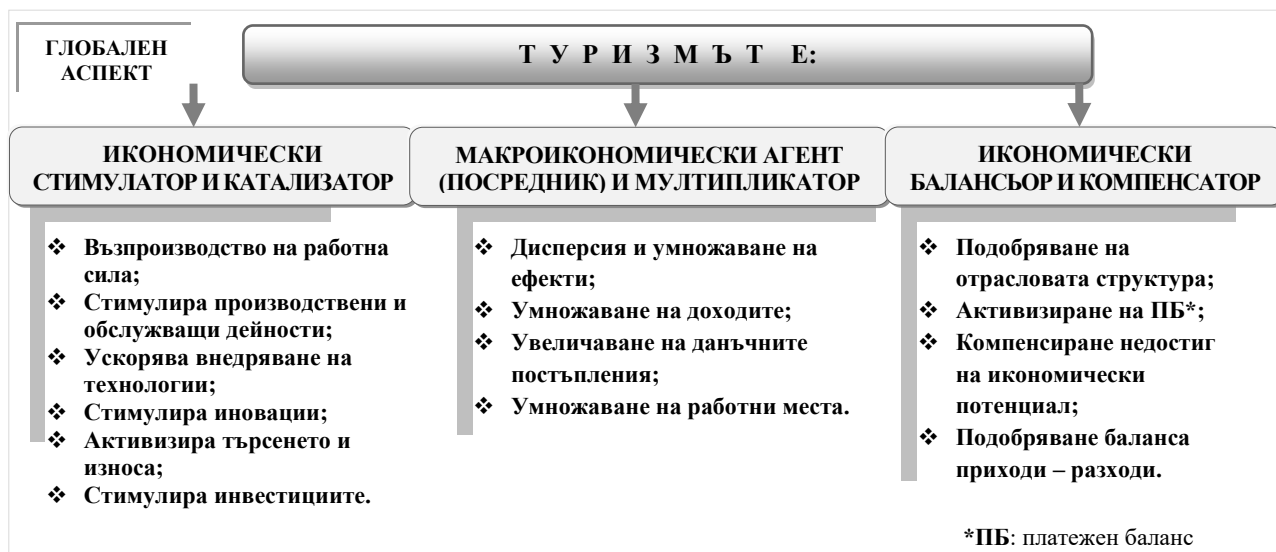 ГЛОБАЛЕН
АСПЕКТ
Т У Р И З М Ъ Т Е:
ИКОНОМИЧЕСКИ
СТИМУЛАТОР И КАТАЛИЗАТОР
❖ Възпроизводство на работна
сила;
❖ Стимулира производствени и
обслужващи дейности;
❖ Ускорява внедряване на
технологии;
❖ Стимулира иновации;
❖ Активизира търсенето и
износа;
❖ Стимулира инвестициите.
МАКРОИКОНОМИЧЕСКИ АГЕНТ
(ПОСРЕДНИК) И МУЛТИПЛИКАТОР
❖ Дисперсия и умножаване на
ефекти;
❖ Умножаване на доходите;
❖ Увеличаване на данъчните
постъпления;
❖ Умножаване на работни места.
ИКОНОМИЧЕСКИ
БАЛАНСЬОР И КОМПЕНСАТОР
❖ Подобряване на
отрасловата структура;
❖ Активизиране на ПБ*;
❖ Компенсиране недостиг
на икономически
потенциал;
❖ Подобряване баланса
приходи – разходи.
*ПБ: платежен баланс